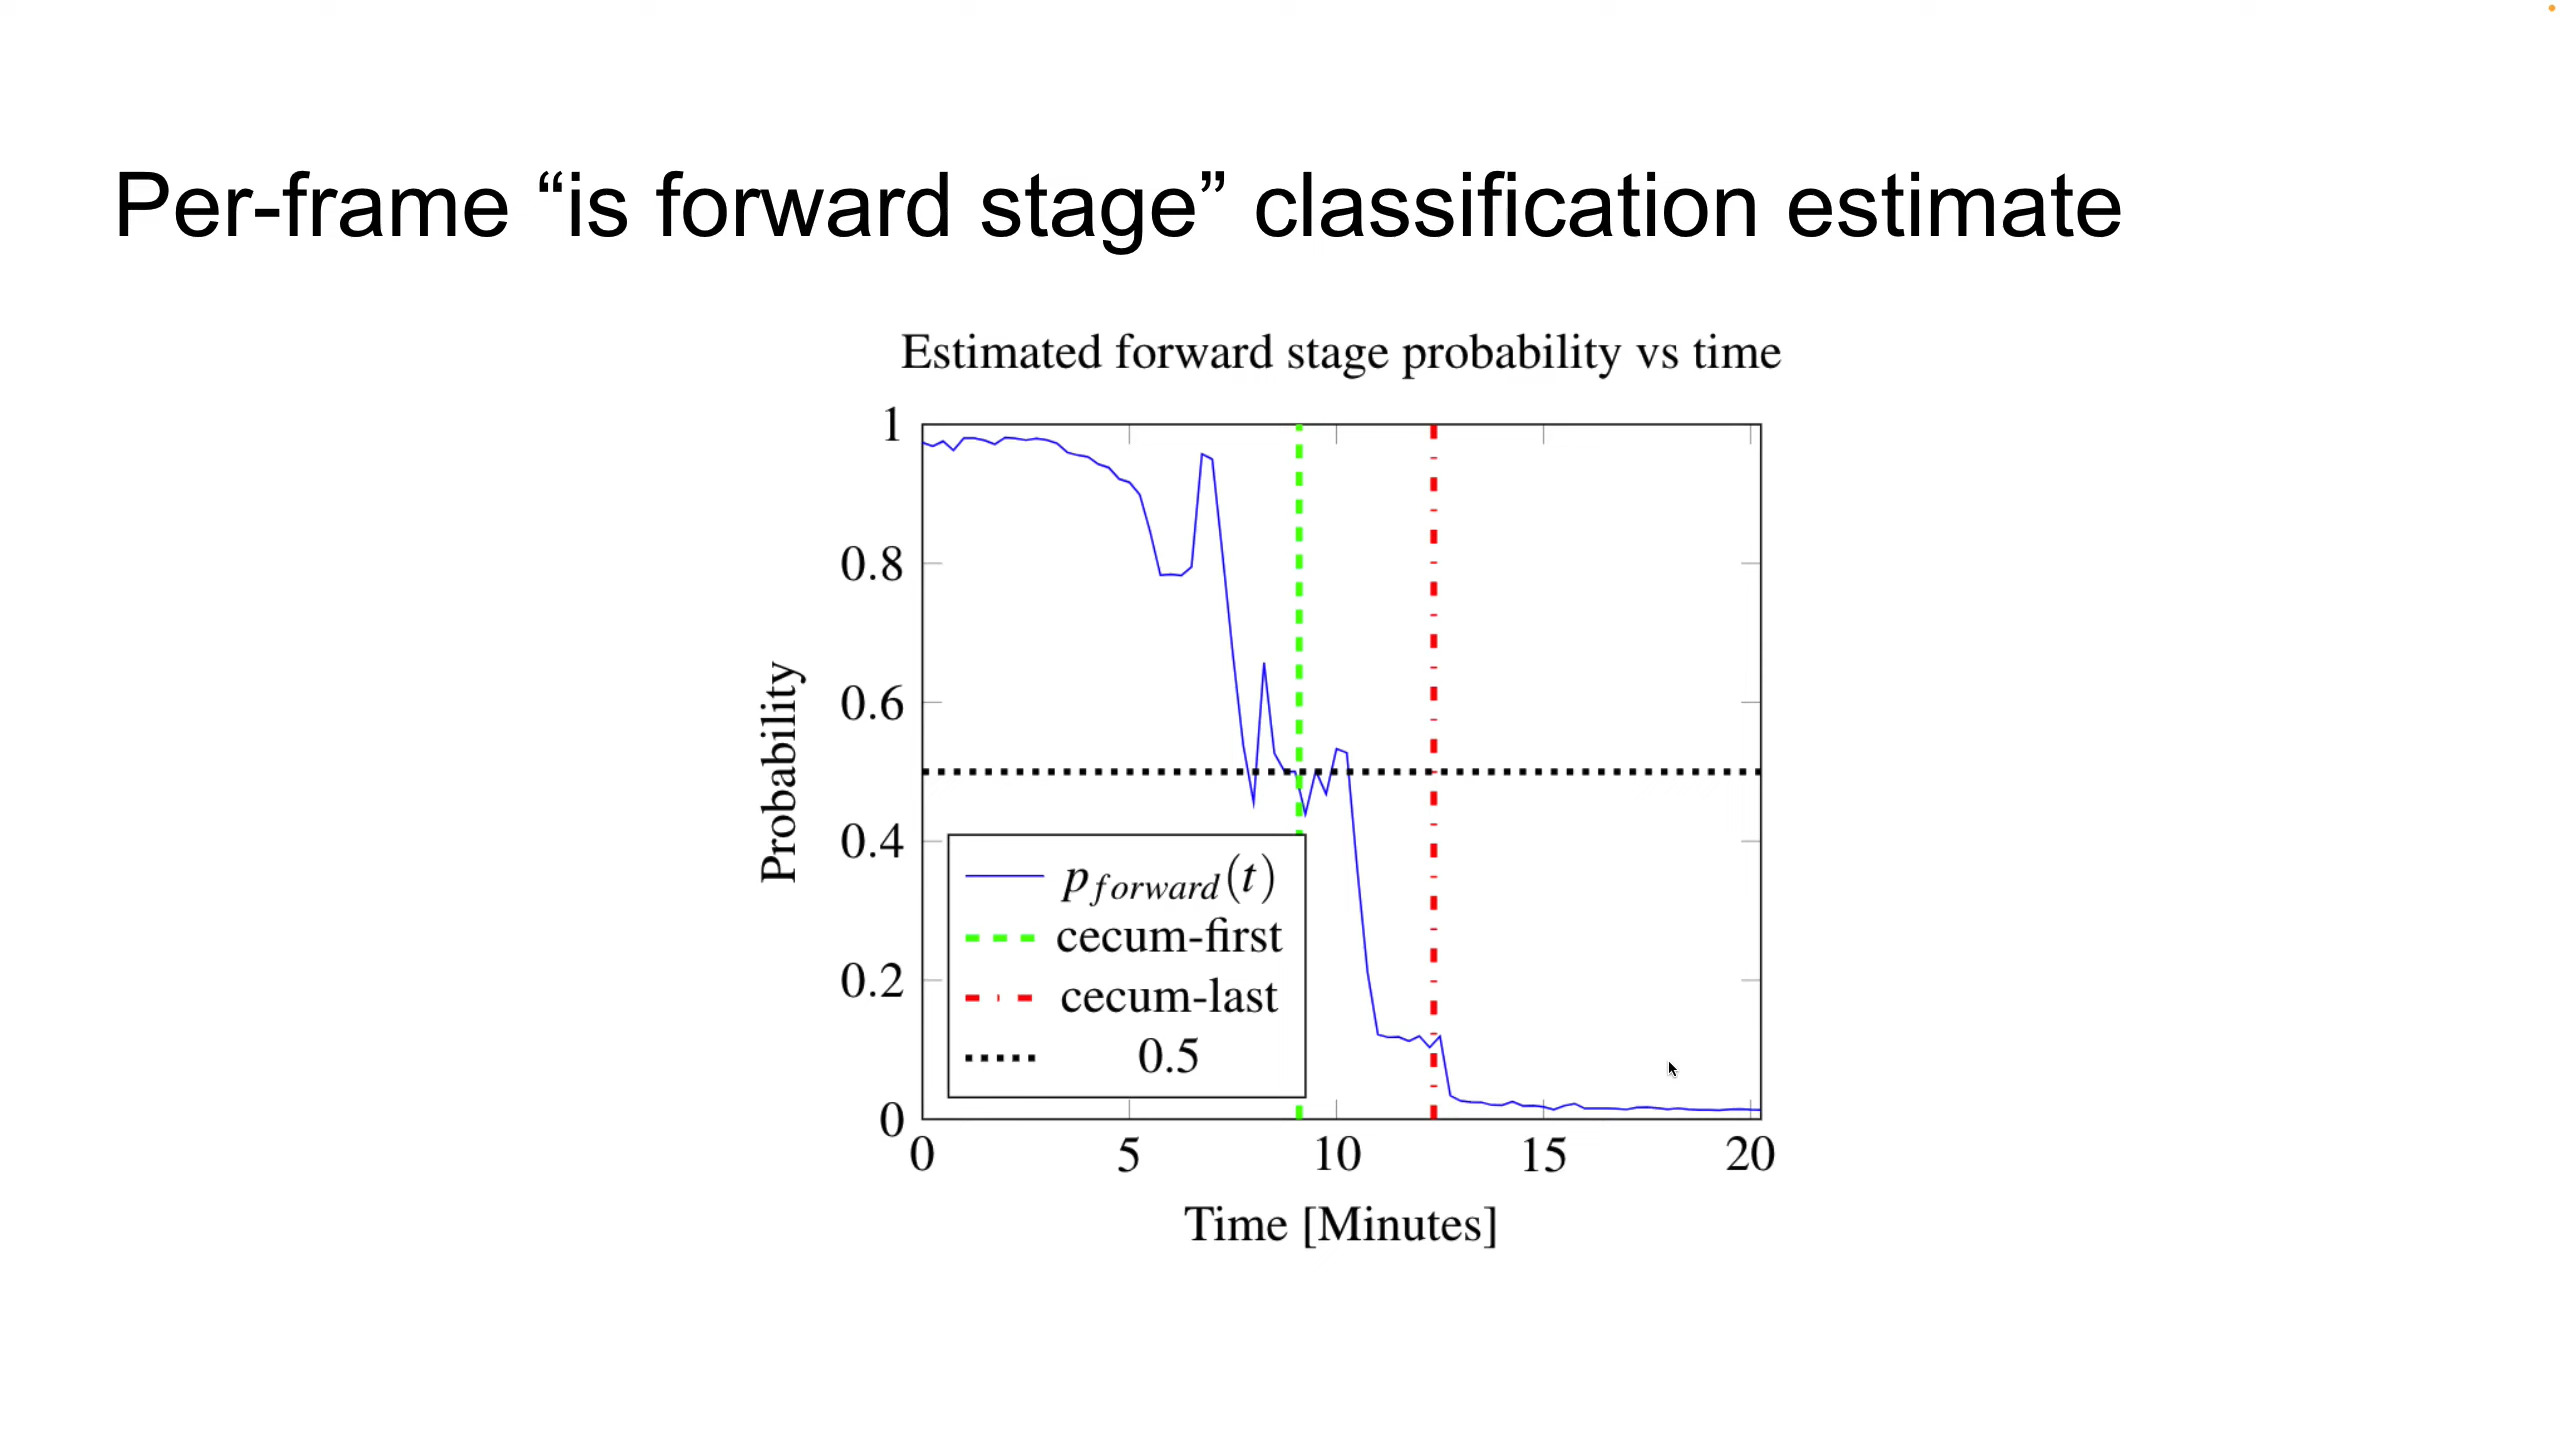 Per-frame “is forward stage” classification estimate
Estimated forward stage probability vs time
1
0.8
0.6
0.4
0.2
0
Probability
p_forward(t)
cecum-first
cecum-last
0.5
0 5 10 15 20
Time [Minutes]